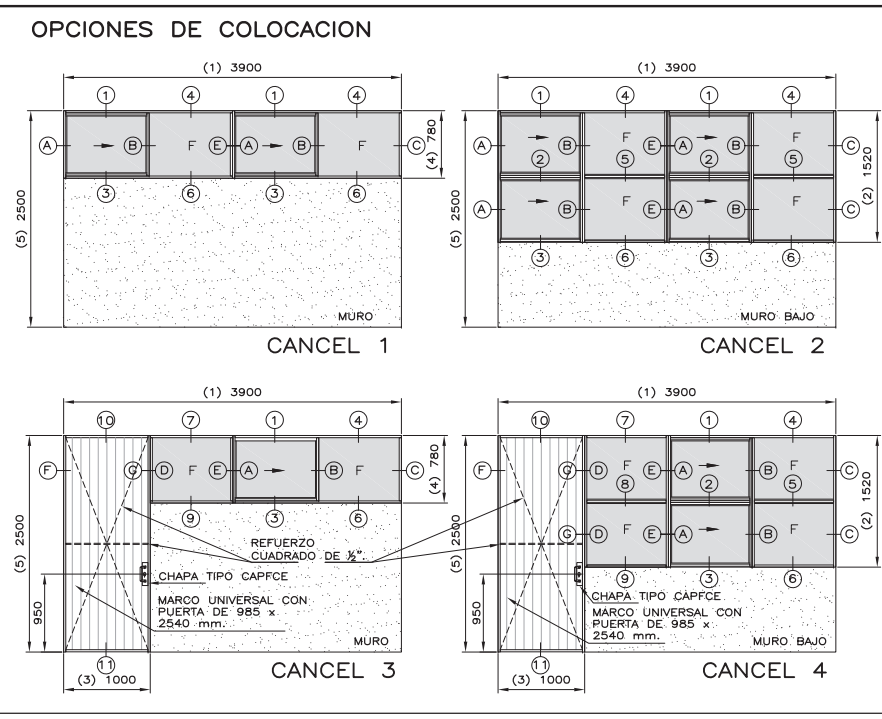 OPCIONES DE COLOCACION
(1) 3900
1 4 1 4
A B F E A B F C
3 6 3 6
(4) 780
(5) 2500
MURO
CANCEL 1
(1) 3900
1 4 1 4
A B F E A B F C
2 5 2 5
A B F E A B F C
3 6 3 6
(2) 1520
(5) 2500
MURO BAJO
CANCEL 2
(1) 3900
10 7 1 4
F G D F E A B F C
9 3 6
(4) 780
(5) 2500
950
REFUERZO
CUADRADO DE ½".
CHAPA TIPO CAPFCE
MARCO UNIVERSAL CON
PUERTA DE 985 x
2540 mm.
MURO
11
(3) 1000
CANCEL 3
(1) 3900
10 7 1 4
F G D F E A B F C
8 2 5
G D F E A B F C
9 3 6
(2) 1520
(5) 2500
950
CHAPA TIPO CAPFCE
MARCO UNIVERSAL CON
PUERTA DE 985 x
2540 mm.
MURO BAJO
11
(3) 1000
CANCEL 4